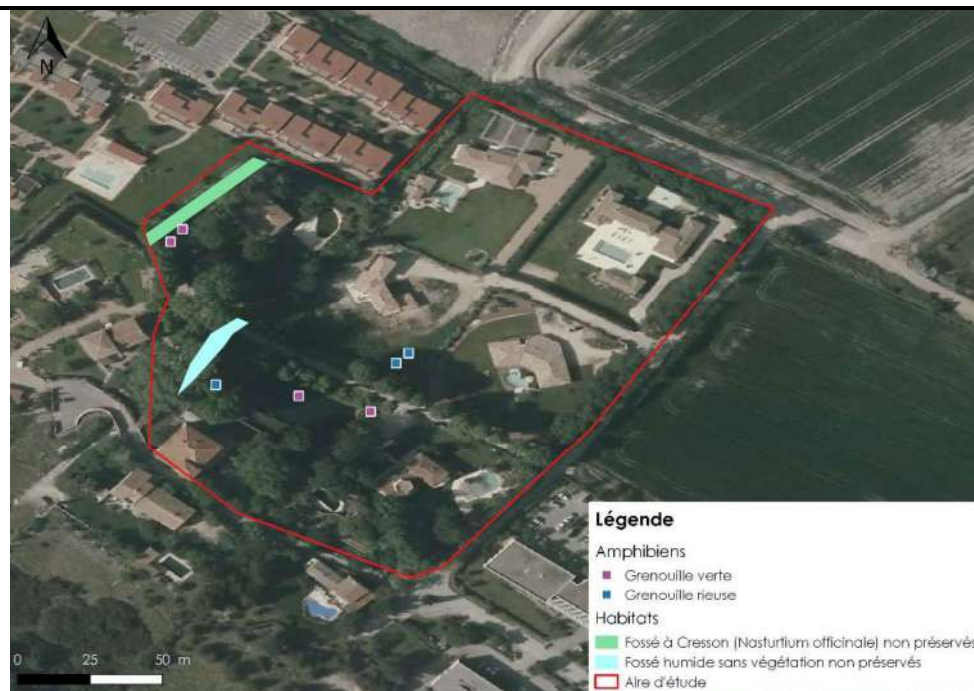 N
Légende
Amphibiens
Grenouille verte
Grenouille rieuse
Habitats
Fossé à Cresson (Nasturtium officinale) non préservés
Fossé humide sans végétation non préservés
Aire d'étude
0 25 50 m